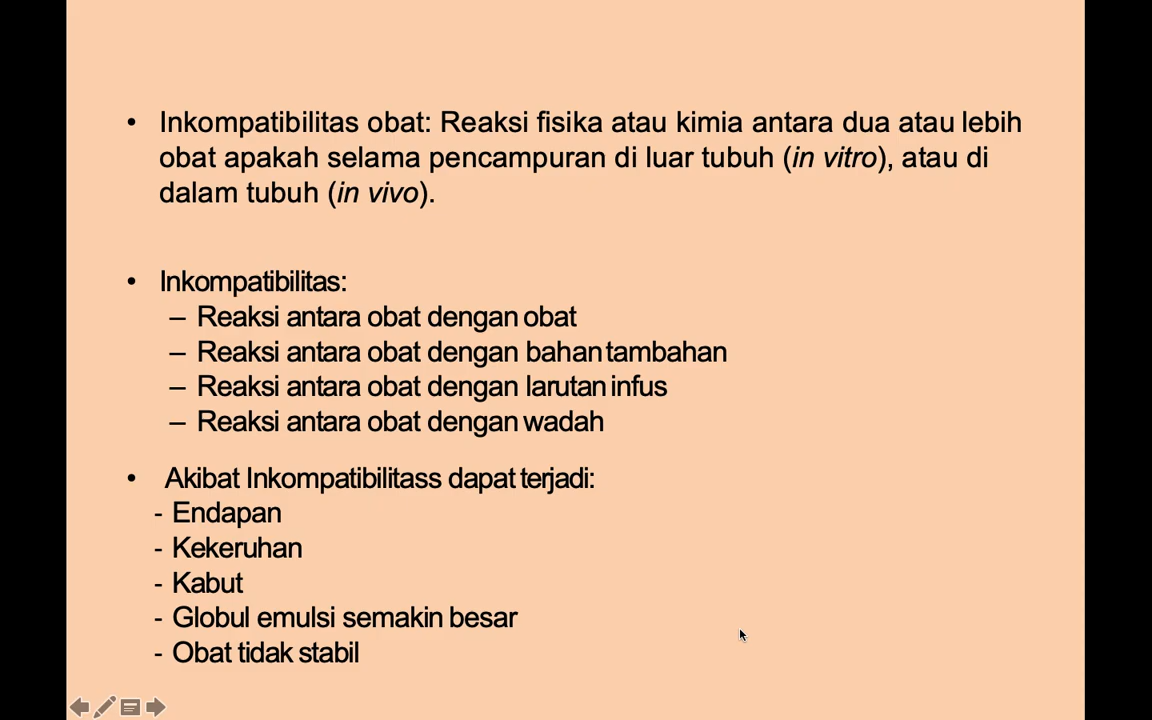 • Inkompatibilitas obat: Reaksi fisika atau kimia antara dua atau lebih
obat apakah selama pencampuran di luar tubuh (in vitro), atau di
dalam tubuh (in vivo).
• Inkompatibilitas:
– Reaksi antara obat dengan obat
– Reaksi antara obat dengan bahan tambahan
– Reaksi antara obat dengan larutan infus
– Reaksi antara obat dengan wadah
• Akibat Inkompatibilitass dapat terjadi:
- Endapan
- Kekeruhan
- Kabut
- Globul emulsi semakin besar
- Obat tidak stabil